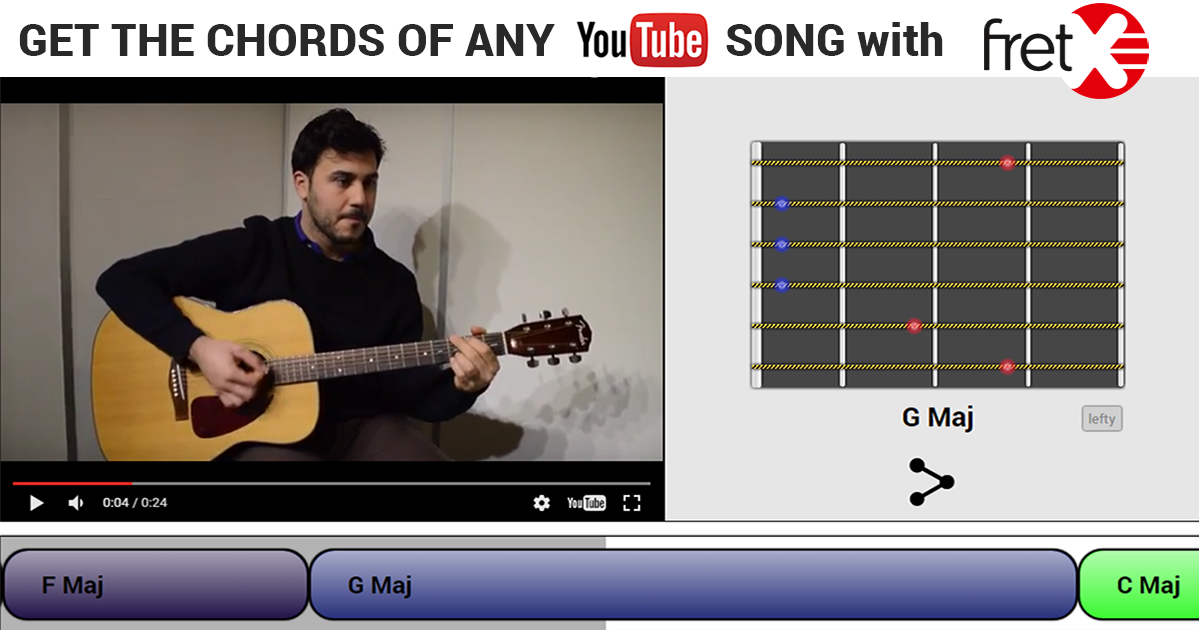 GET THE CHORDS OF ANY YouTube SONG with fretX
G Maj
lefty
0:04 / 0:24
YouTube
F Maj
G Maj
C Maj